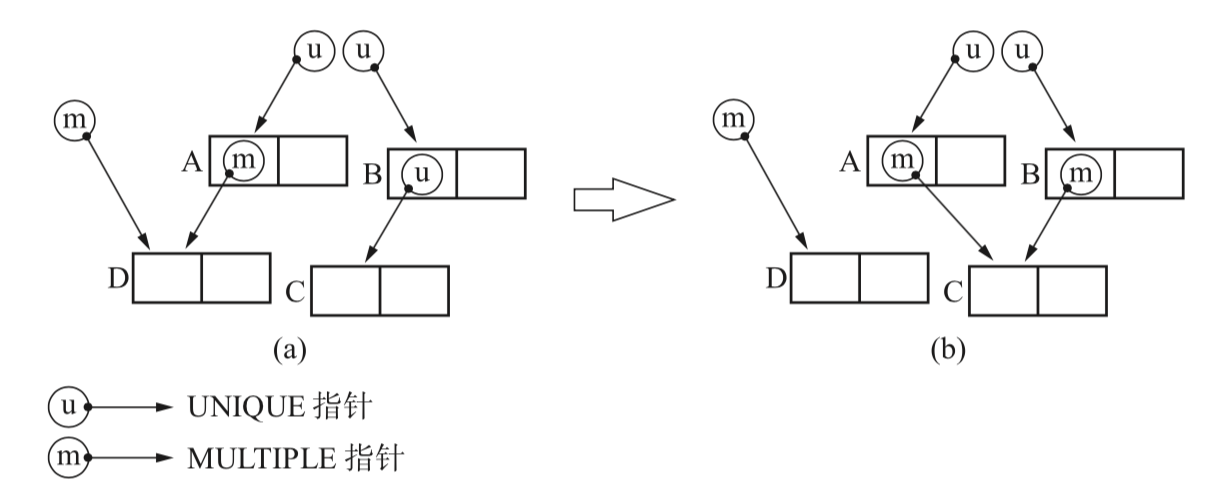 u u u u
m m
A m A m
B u B m
D C D C
(a) (b)
u UNIQUE 指针
m MULTIPLE 指针